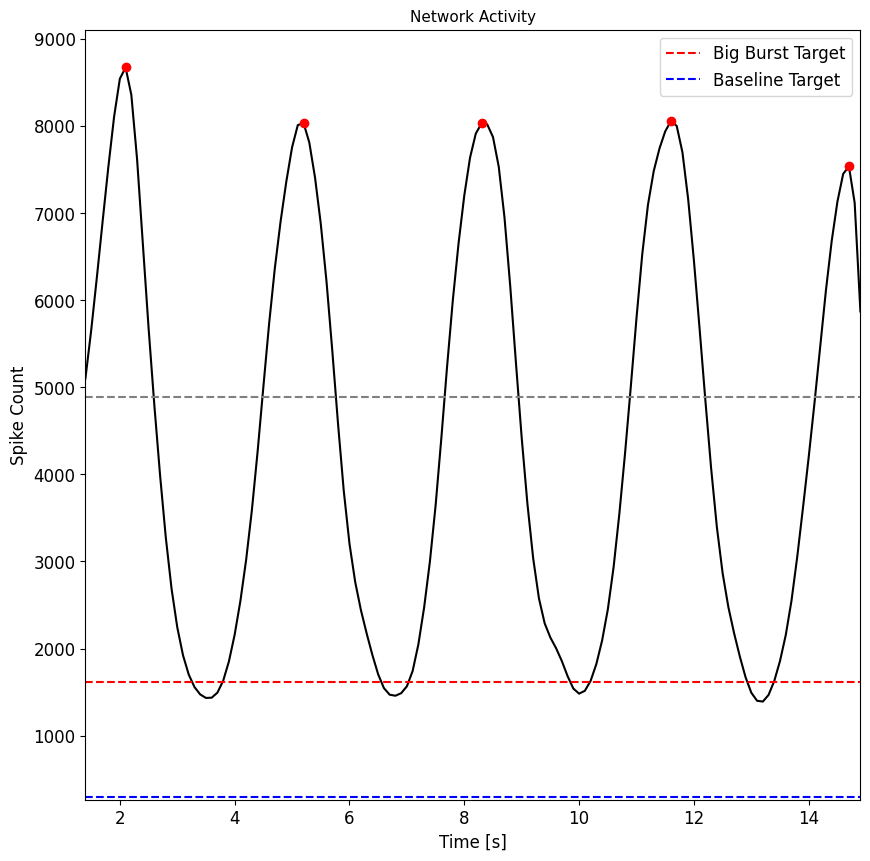 Network Activity
9000
8000
7000
6000
5000
4000
3000
2000
1000
Spike Count
Big Burst Target
Baseline Target
2 4 6 8 10 12 14
Time [s]